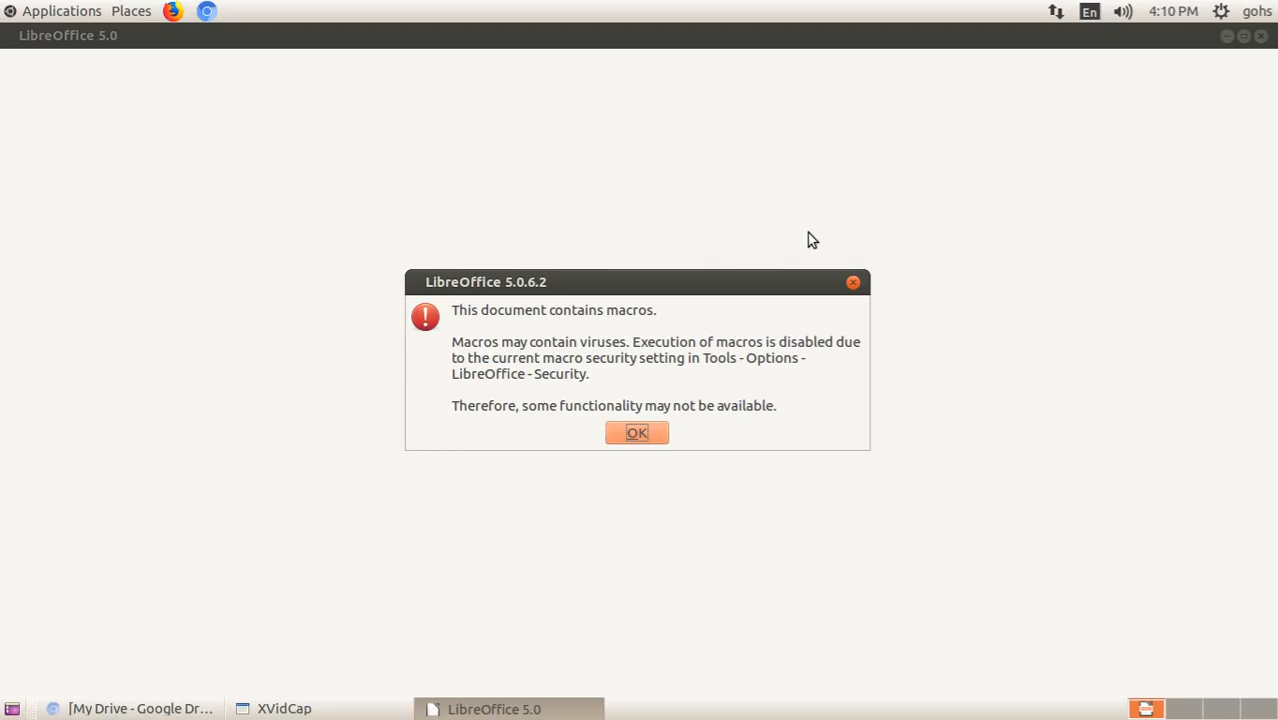 Applications Places En 4:10 PM gohs
LibreOffice 5.0
LibreOffice 5.0.6.2
This document contains macros.
Macros may contain viruses. Execution of macros is disabled due
to the current macro security setting in Tools - Options -
LibreOffice - Security.
Therefore, some functionality may not be available.
OK
[My Drive - Google Dr... XVidCap LibreOffice 5.0